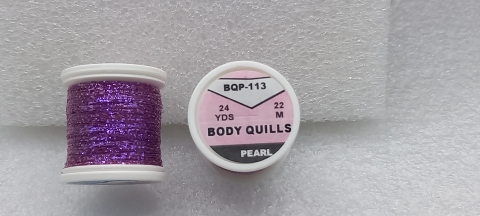 BQP-113
24 22
YDS M
BODY QUILLS
PEARL